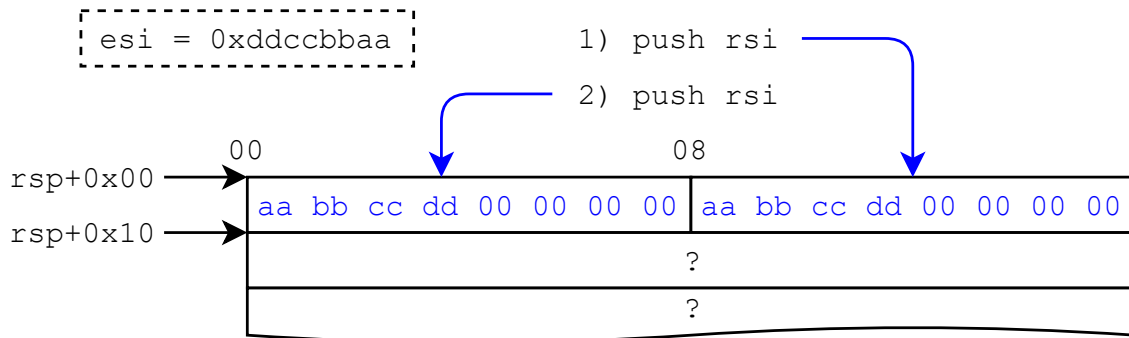 esi = 0xddccbbaa
1) push rsi
2) push rsi
00 08
rsp+0x00
aa bb cc dd 00 00 00 00 aa bb cc dd 00 00 00 00
rsp+0x10
?
?